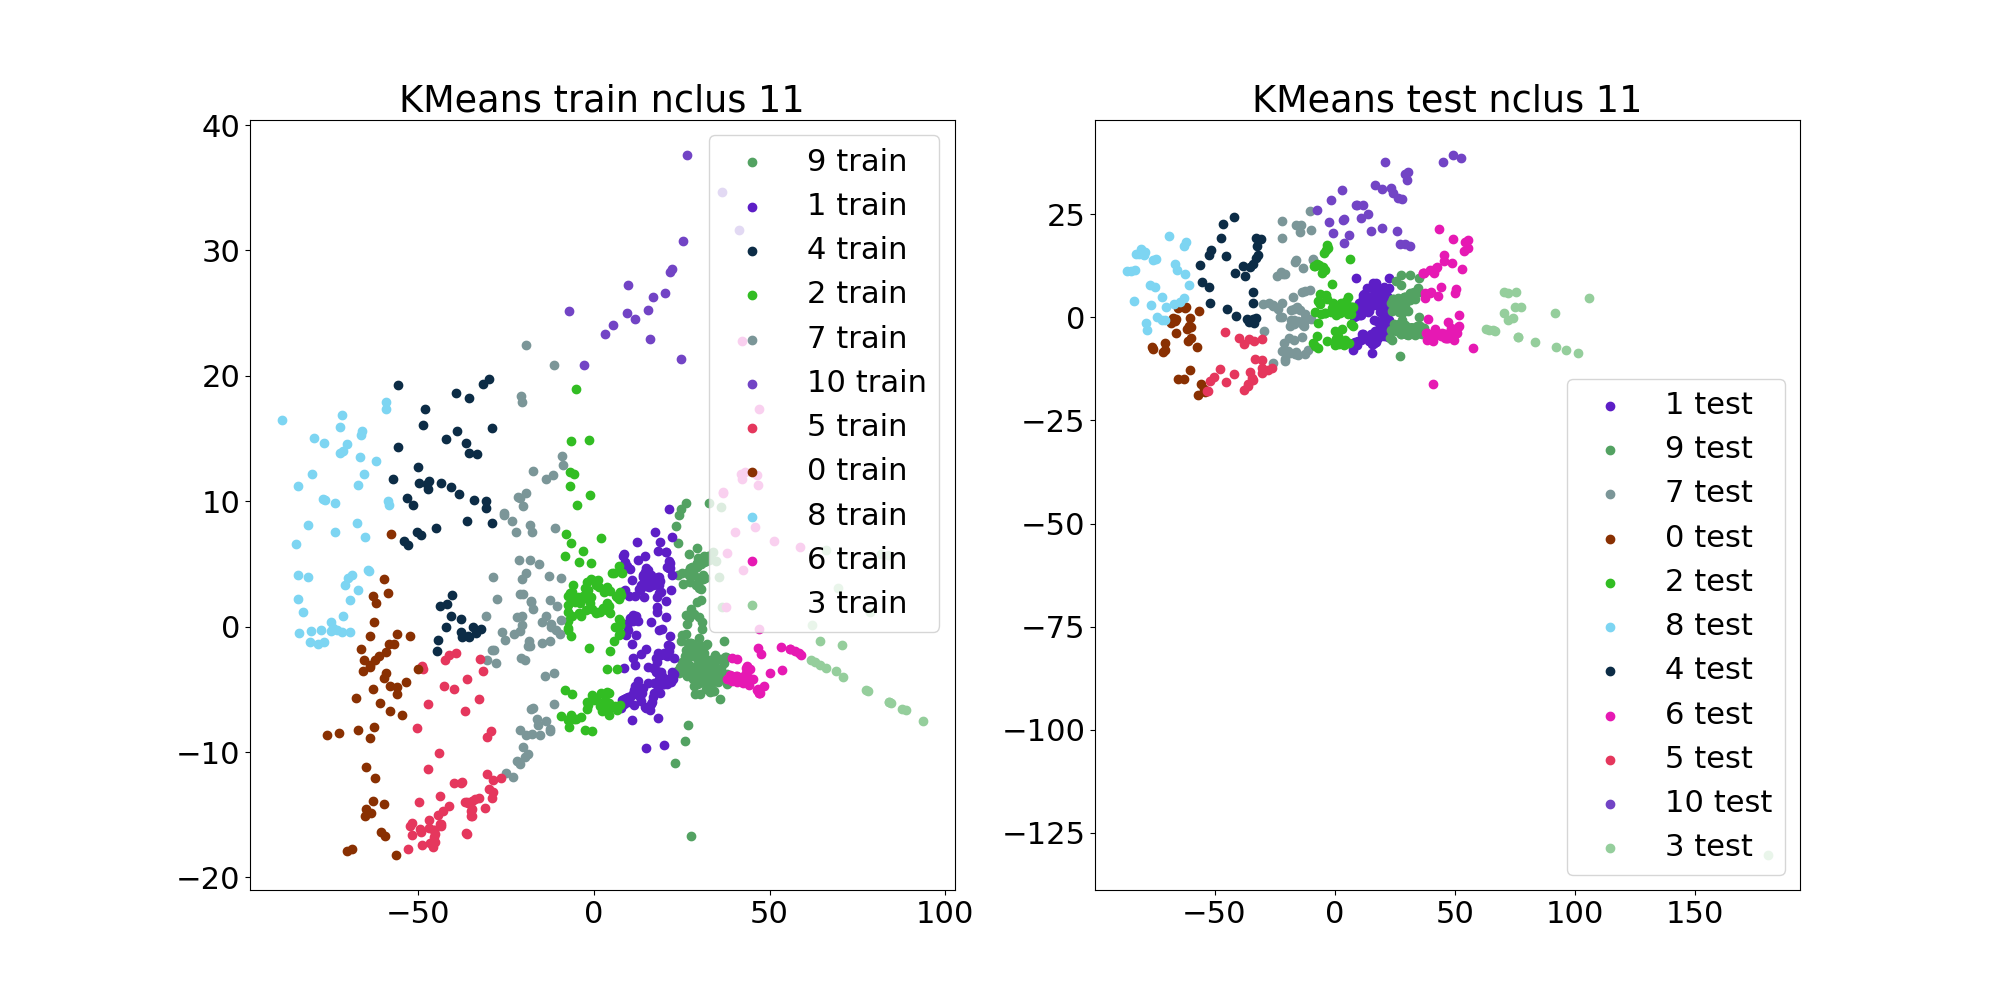 KMeans train nclus 11
40
30
20
10
0
−10
−20
−50
0
50
100
9 train
1 train
4 train
2 train
7 train
10 train
5 train
0 train
8 train
6 train
3 train
KMeans test nclus 11
25
0
−25
−50
−75
−100
−125
−50
0
50
100
150
1 test
9 test
7 test
0 test
2 test
8 test
4 test
6 test
5 test
10 test
3 test